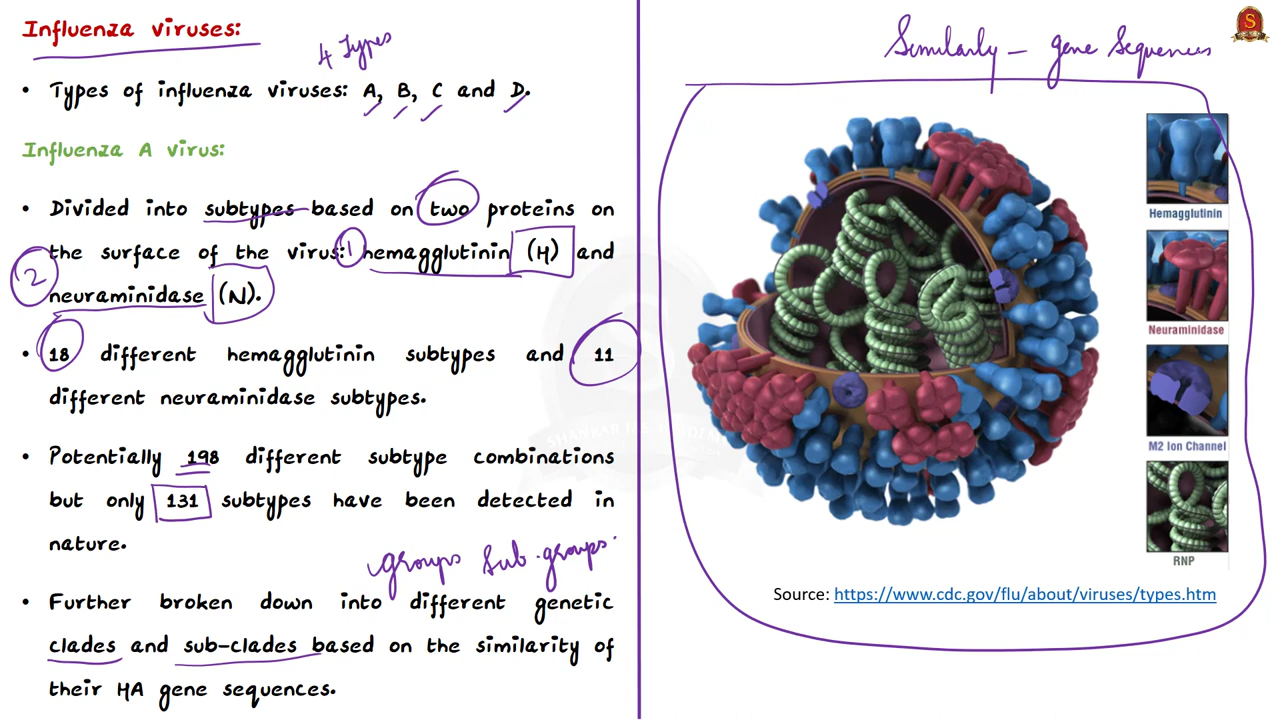 Influenza viruses:
4 Types
• Types of influenza viruses: A, B, C and D.
Influenza A virus:
• Divided into subtypes based on two proteins on
the surface of the virus: 1 hemagglutinin (H) and
2 neuraminidase (N).
• 18 different hemagglutinin subtypes and 11
different neuraminidase subtypes.
• Potentially 198 different subtype combinations
but only 131 subtypes have been detected in
nature.
groups sub-groups
• Further broken down into different genetic
clades and sub-clades based on the similarity of
their HA gene sequences.
Similarly – gene Sequences
S
Hemagglutinin
Neuraminidase
M2 Ion Channel
RNP
Source: https://www.cdc.gov/flu/about/viruses/types.htm